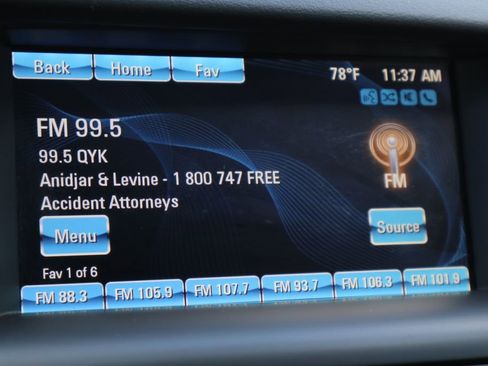 Back Home Fav 78°F 11:37 AM
FM 99.5
99.5 QYK
Anidjar & Levine - 1 800 747 FREE
Accident Attorneys
FM
Menu Source
Fav 1 of 6
FM 88.3 FM 105.9 FM 107.7 FM 93.7 FM 106.3 FM 101.9